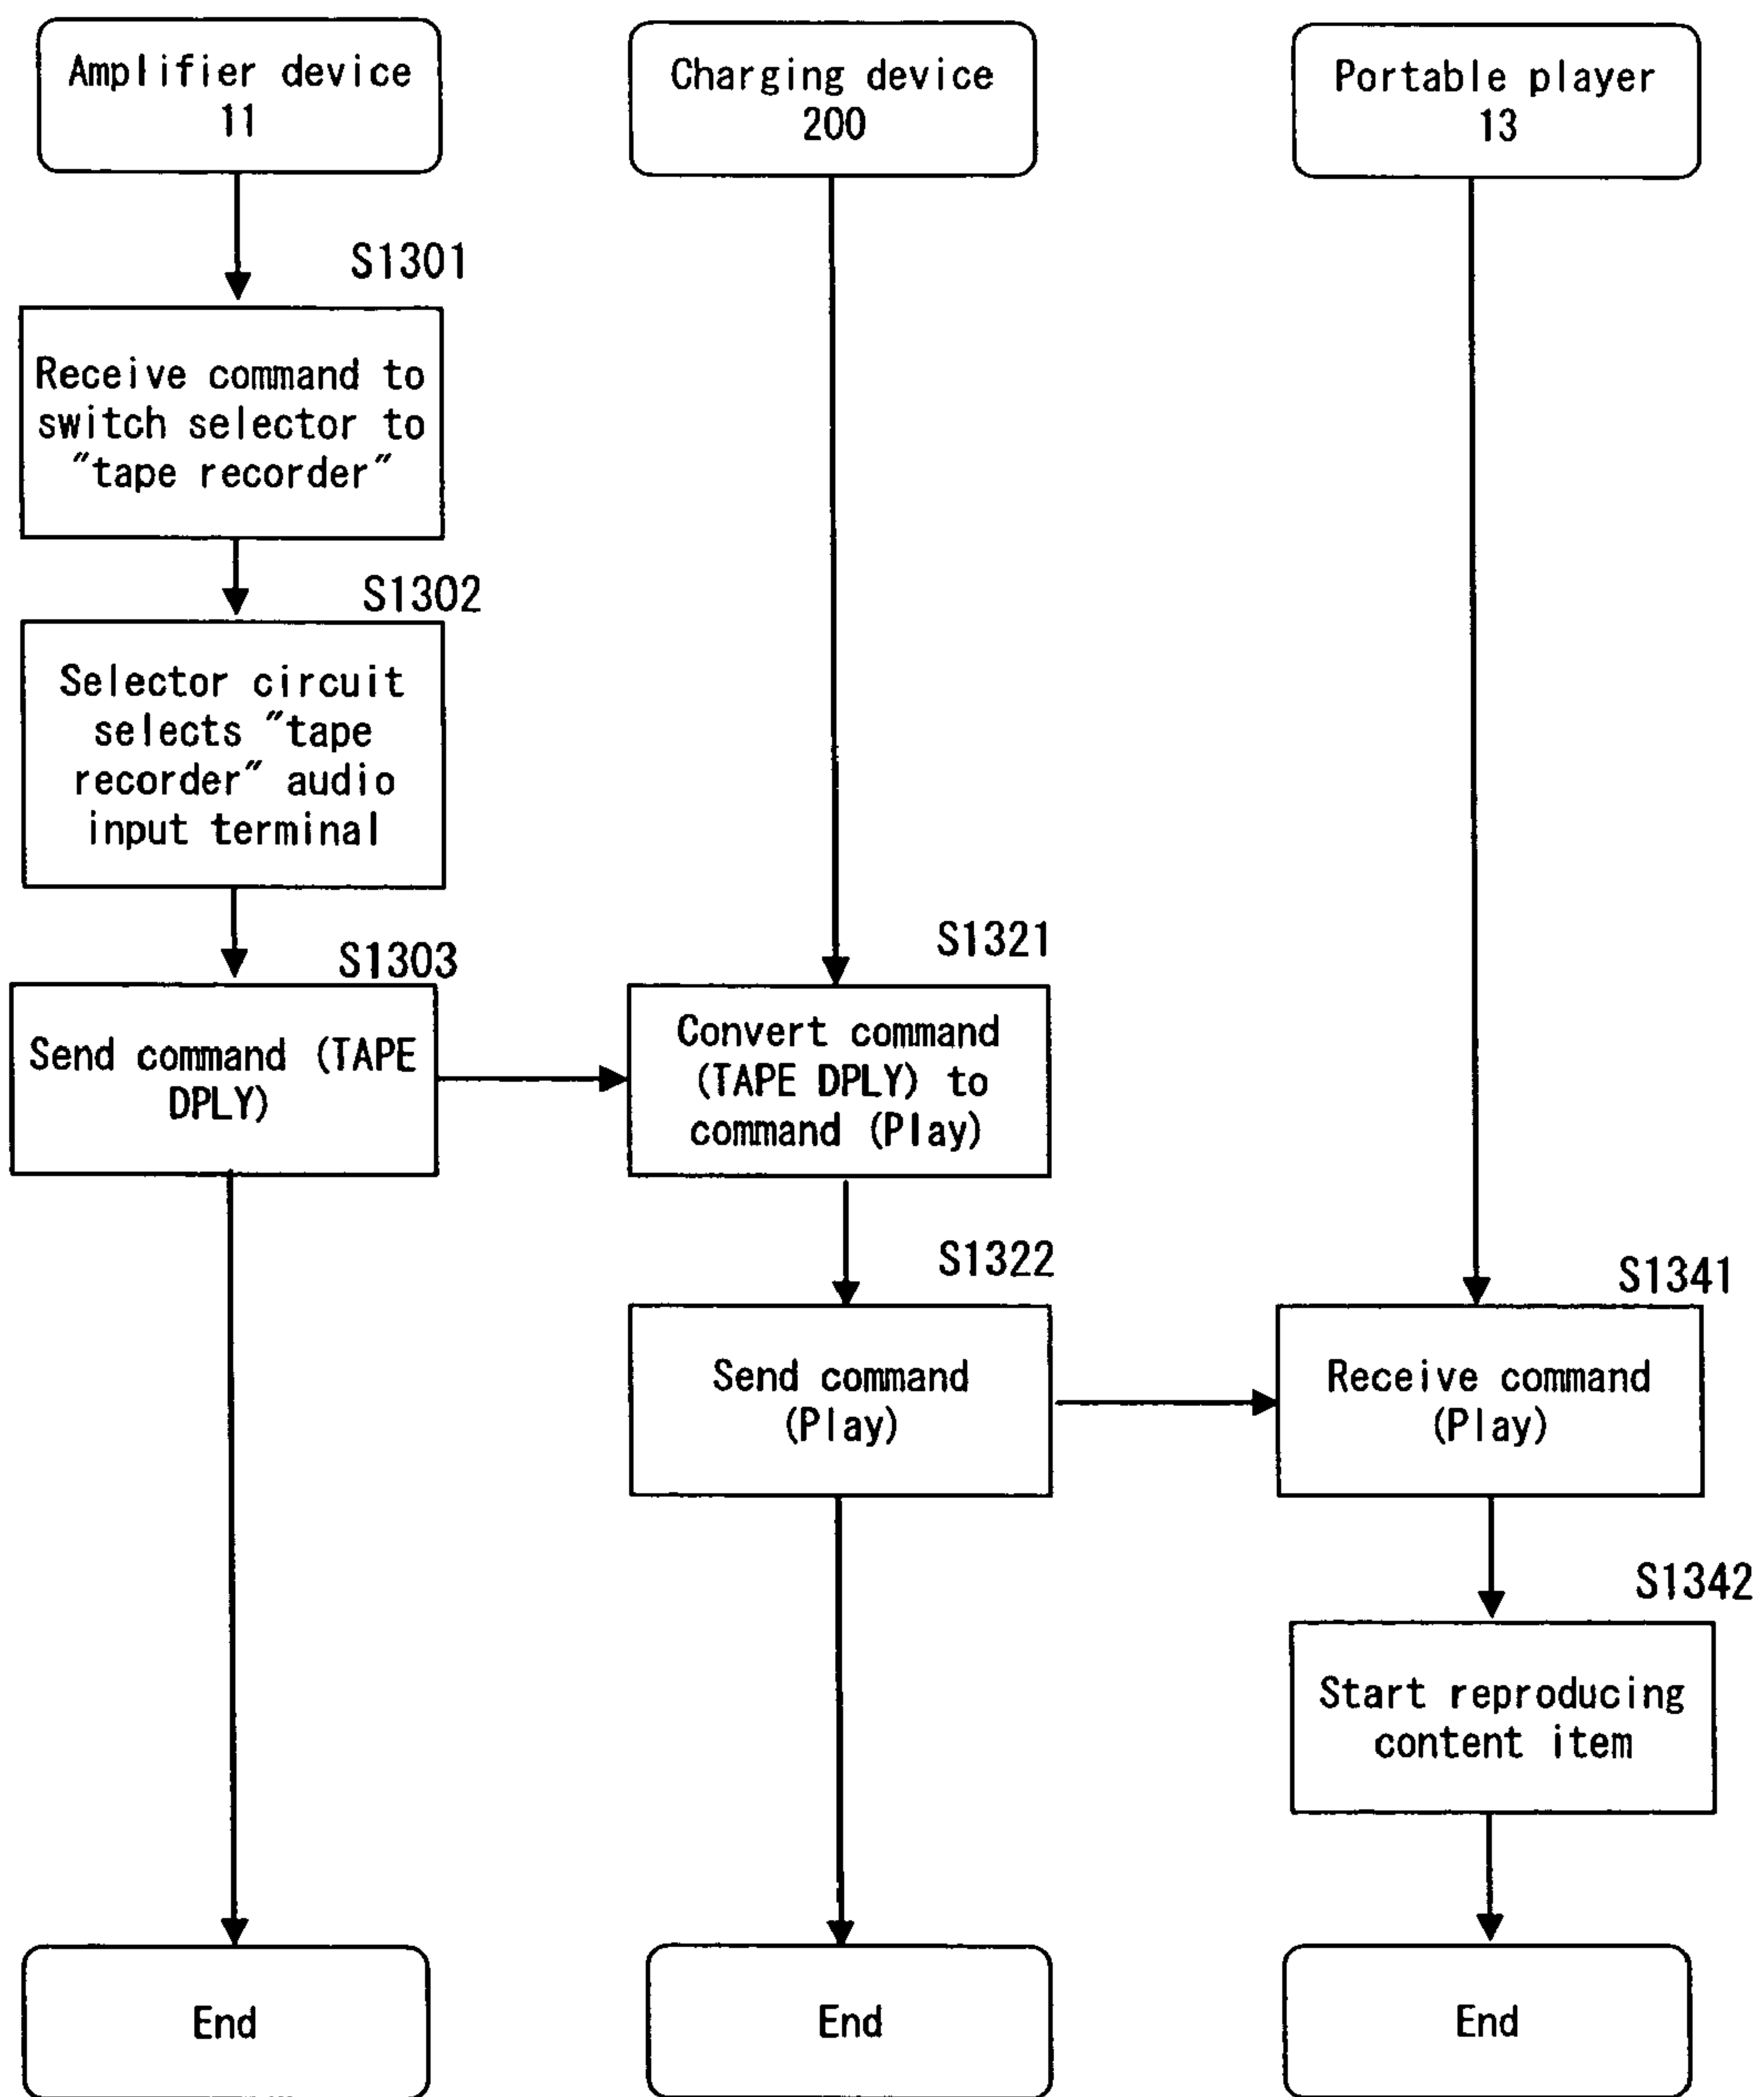 Amplifier device
11
Charging device
200
Portable player
13
S1301
Receive command to
switch selector to
"tape recorder"
S1302
Selector circuit
selects "tape
recorder" audio
input terminal
S1303
Send command (TAPE
DPLY)
S1321
Convert command
(TAPE DPLY) to
command (Play)
S1322
Send command
(Play)
S1341
Receive command
(Play)
S1342
Start reproducing
content item
End
End
End